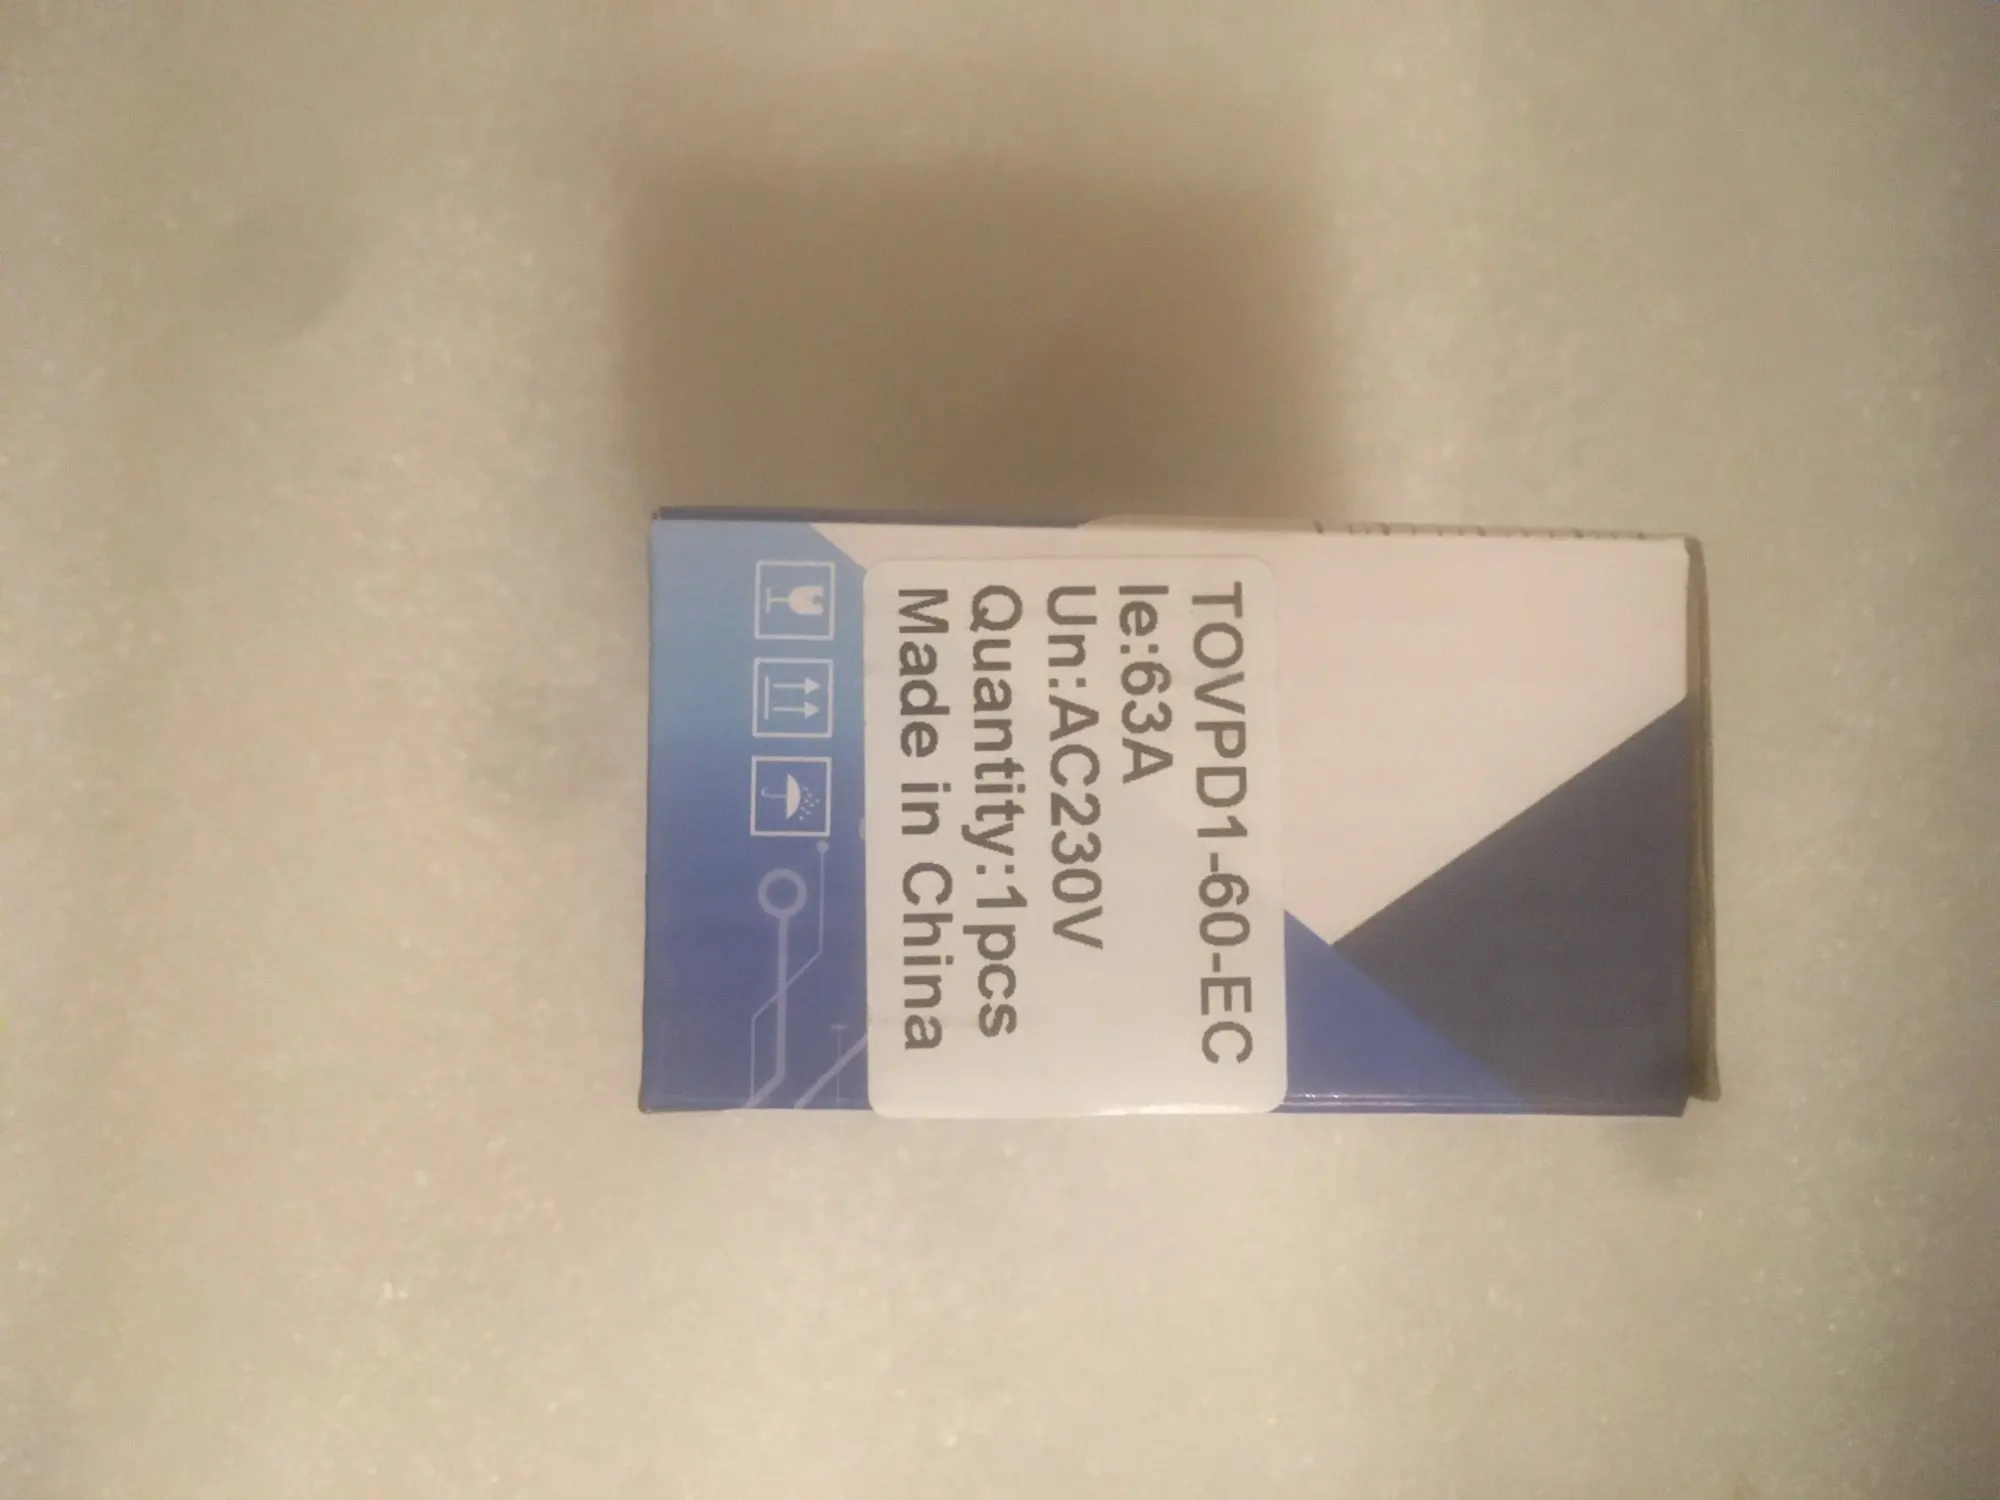 TOVPD1-60-EC
Ie:63A
Un:AC230V
Quantity:1pcs
Made in China